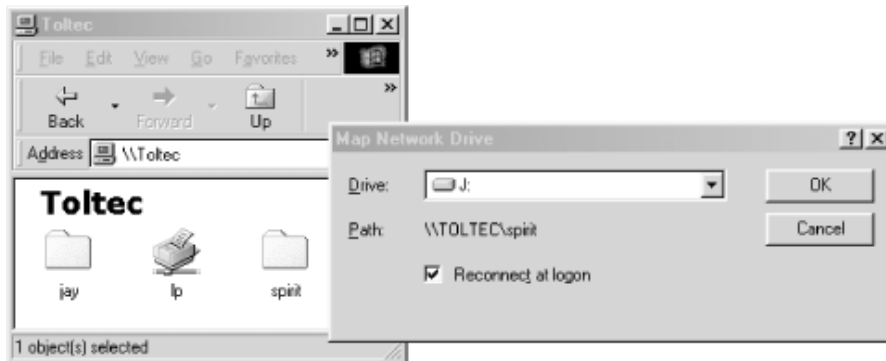 Toltec
File Edit View Go Favorites »
Back Forward Up »
Address \\Toltec
Toltec
jay lp spirit
1 object(s) selected
Map Network Drive ? X
Drive: J: OK
Path: \\TOLTEC\spirit Cancel
Reconnect at logon